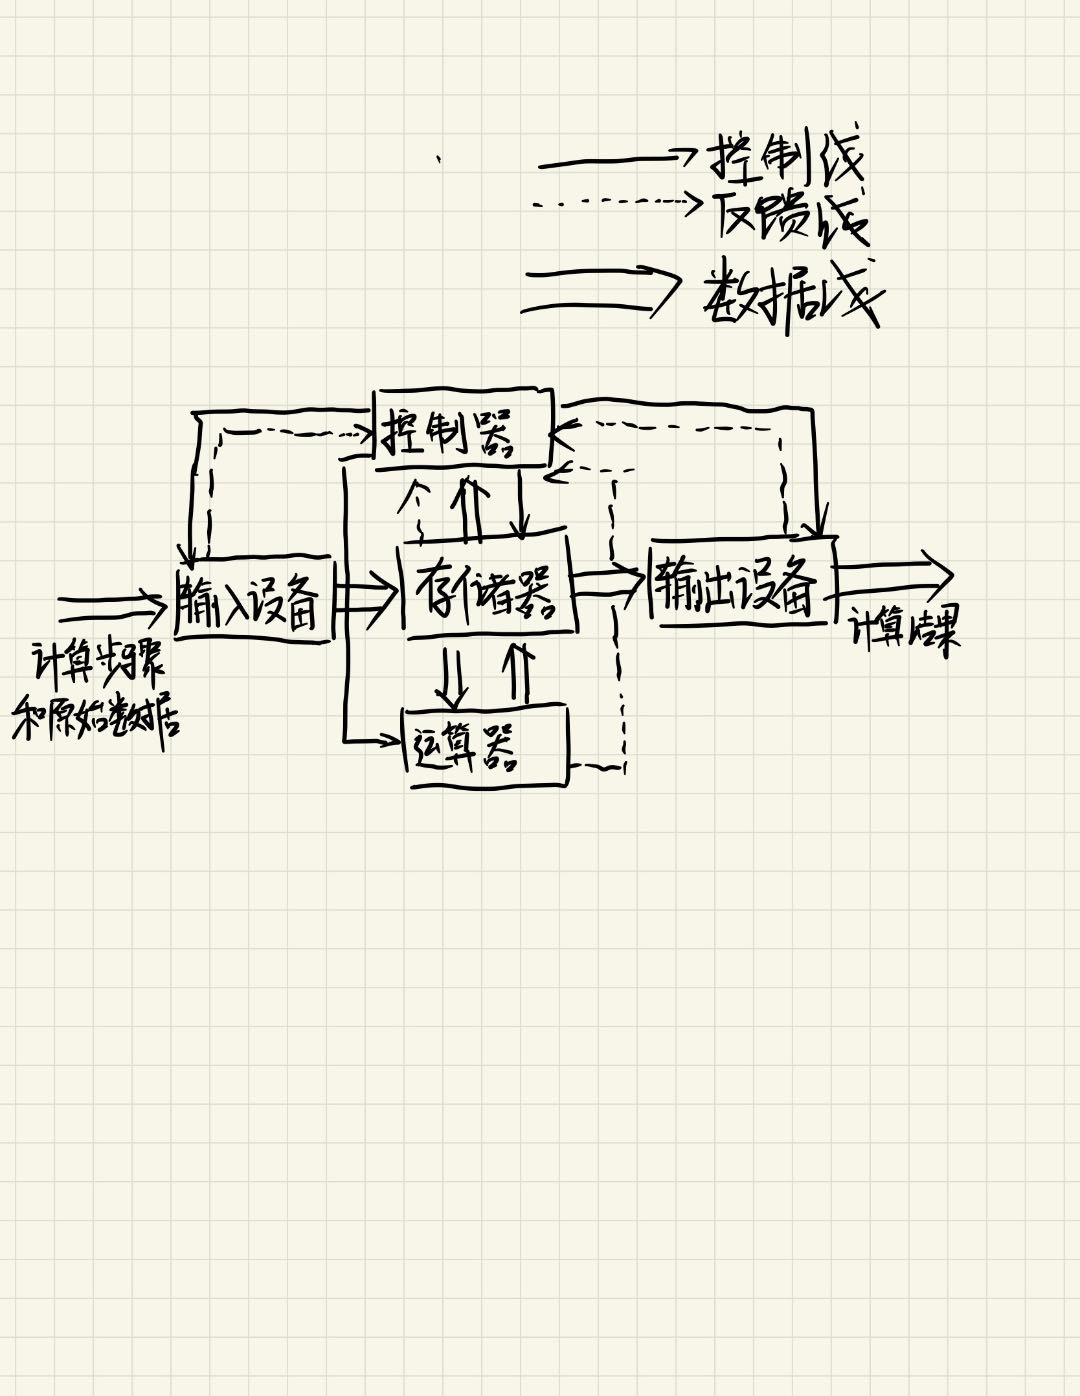 控制线
反馈线
数据线
控制器
输入设备
存储器
输出设备
计算步骤
和原始数据
计算结果
运算器